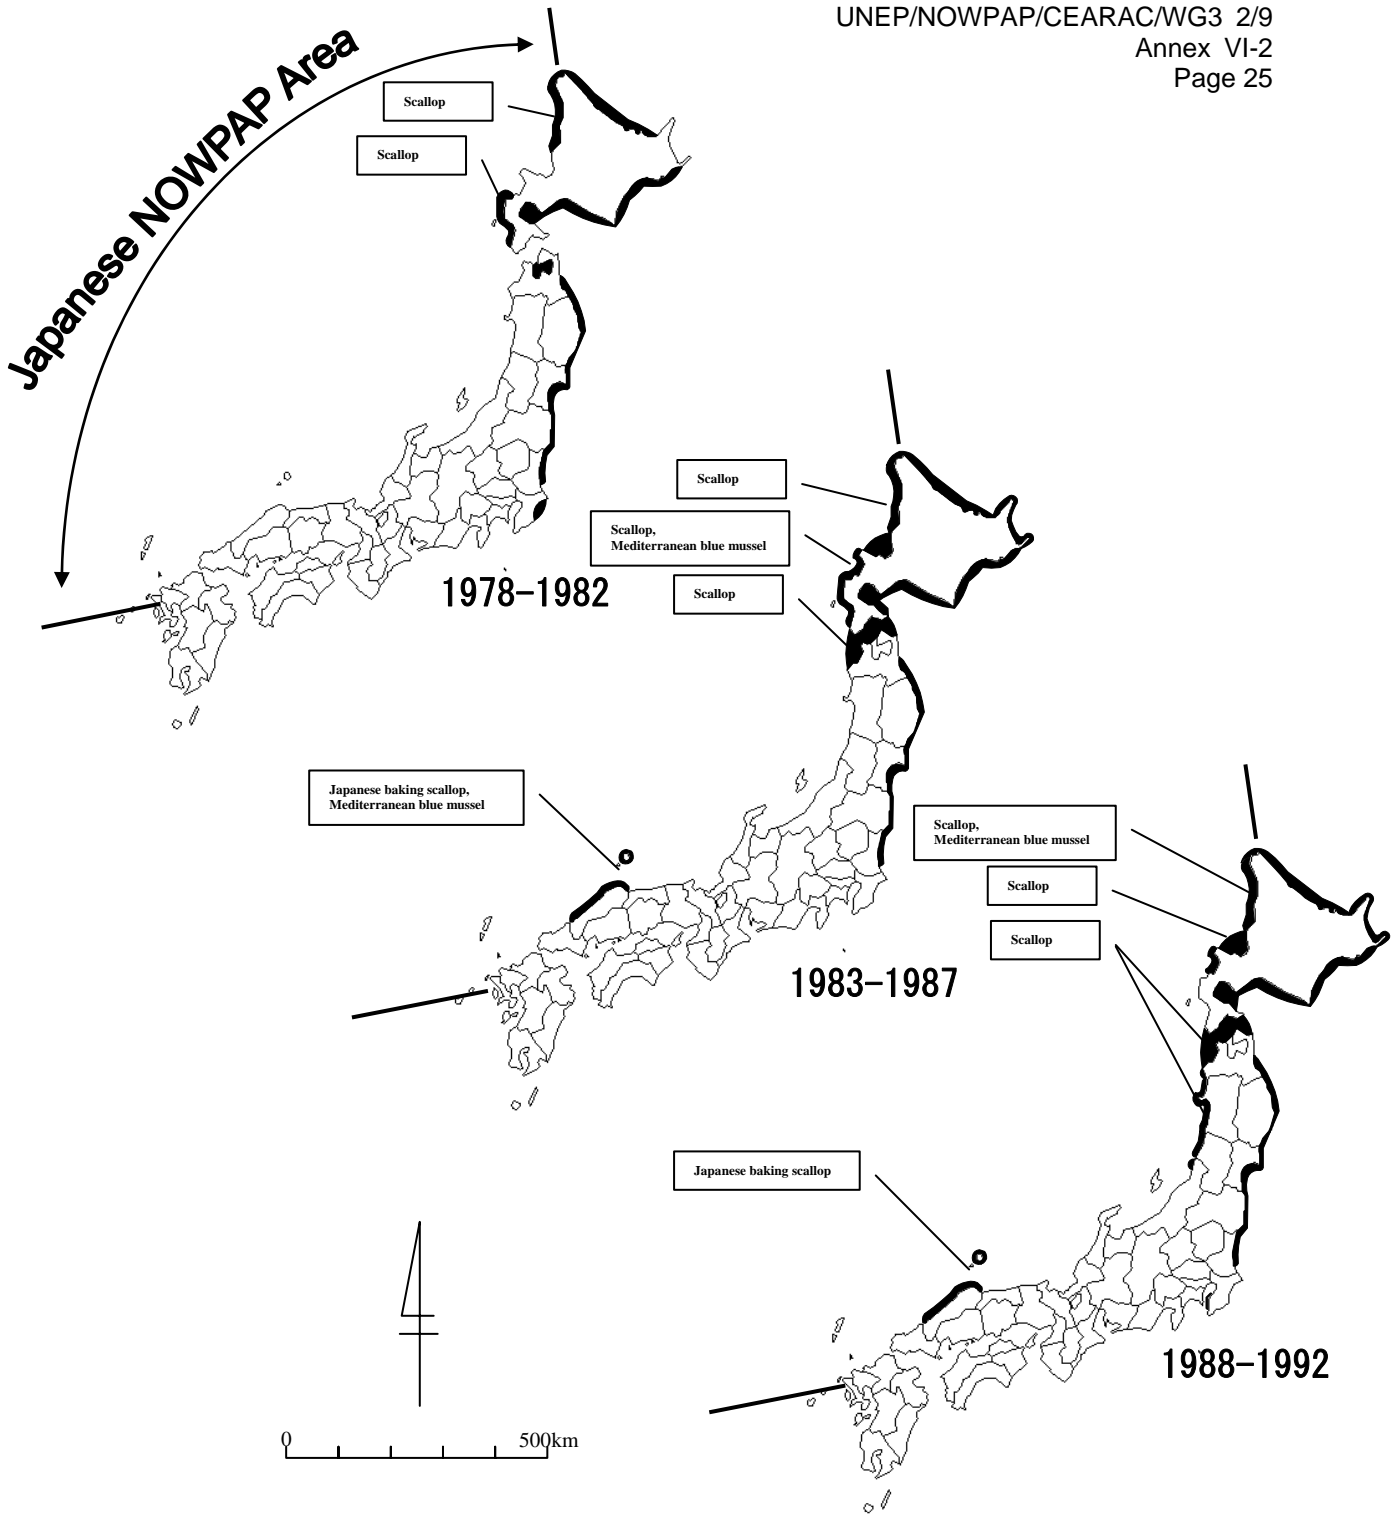 UNEP/NOWPAP/CEARAC/WG3 2/9
Annex VI-2
Page 25
Japanese NOWPAP Area
Scallop
Scallop
1978-1982
Scallop
Scallop,
Mediterranean blue mussel
Scallop
Japanese baking scallop,
Mediterranean blue mussel
1983-1987
Scallop,
Mediterranean blue mussel
Scallop
Scallop
Japanese baking scallop
1988-1992
0 500km